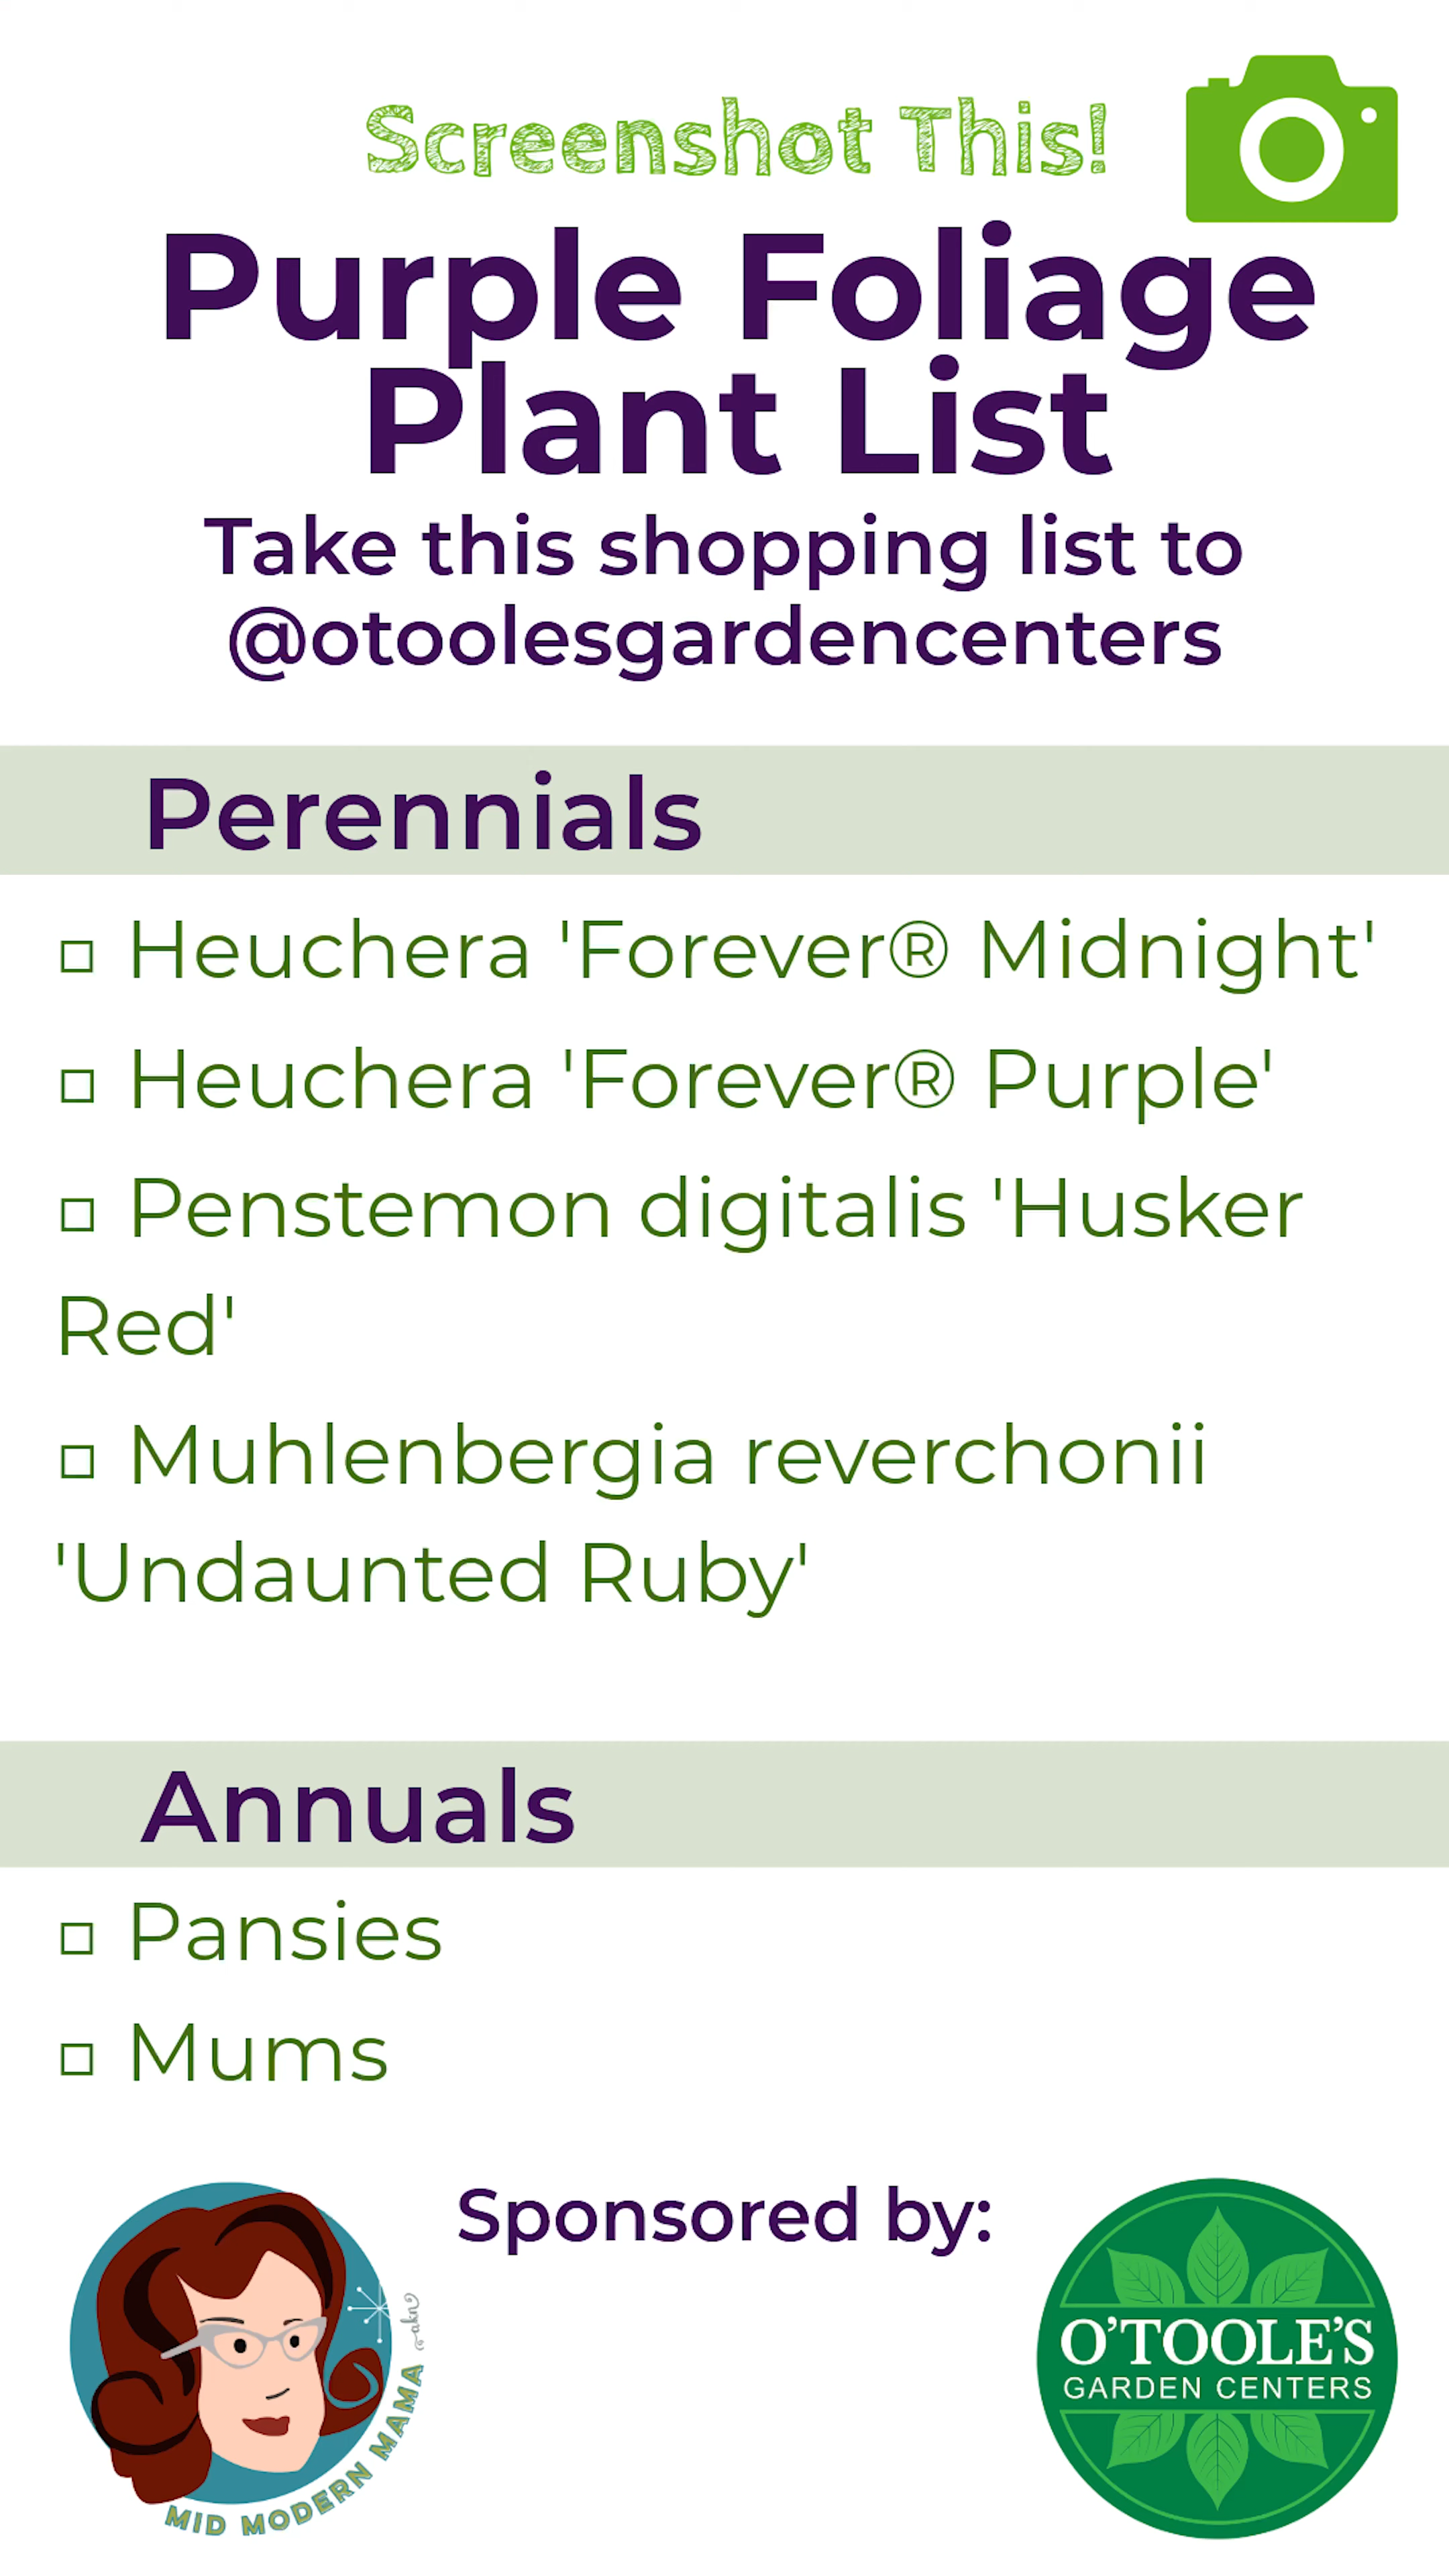 Screenshot This!
Purple Foliage
Plant List
Take this shopping list to
@otoolesgardencenters
Perennials
□ Heuchera 'Forever® Midnight'
□ Heuchera 'Forever® Purple'
□ Penstemon digitalis 'Husker
Red'
□ Muhlenbergia reverchonii
'Undaunted Ruby'
Annuals
□ Pansies
□ Mums
Sponsored by:
MID MODERN MAMA
akn
O'TOOLE'S
GARDEN CENTERS